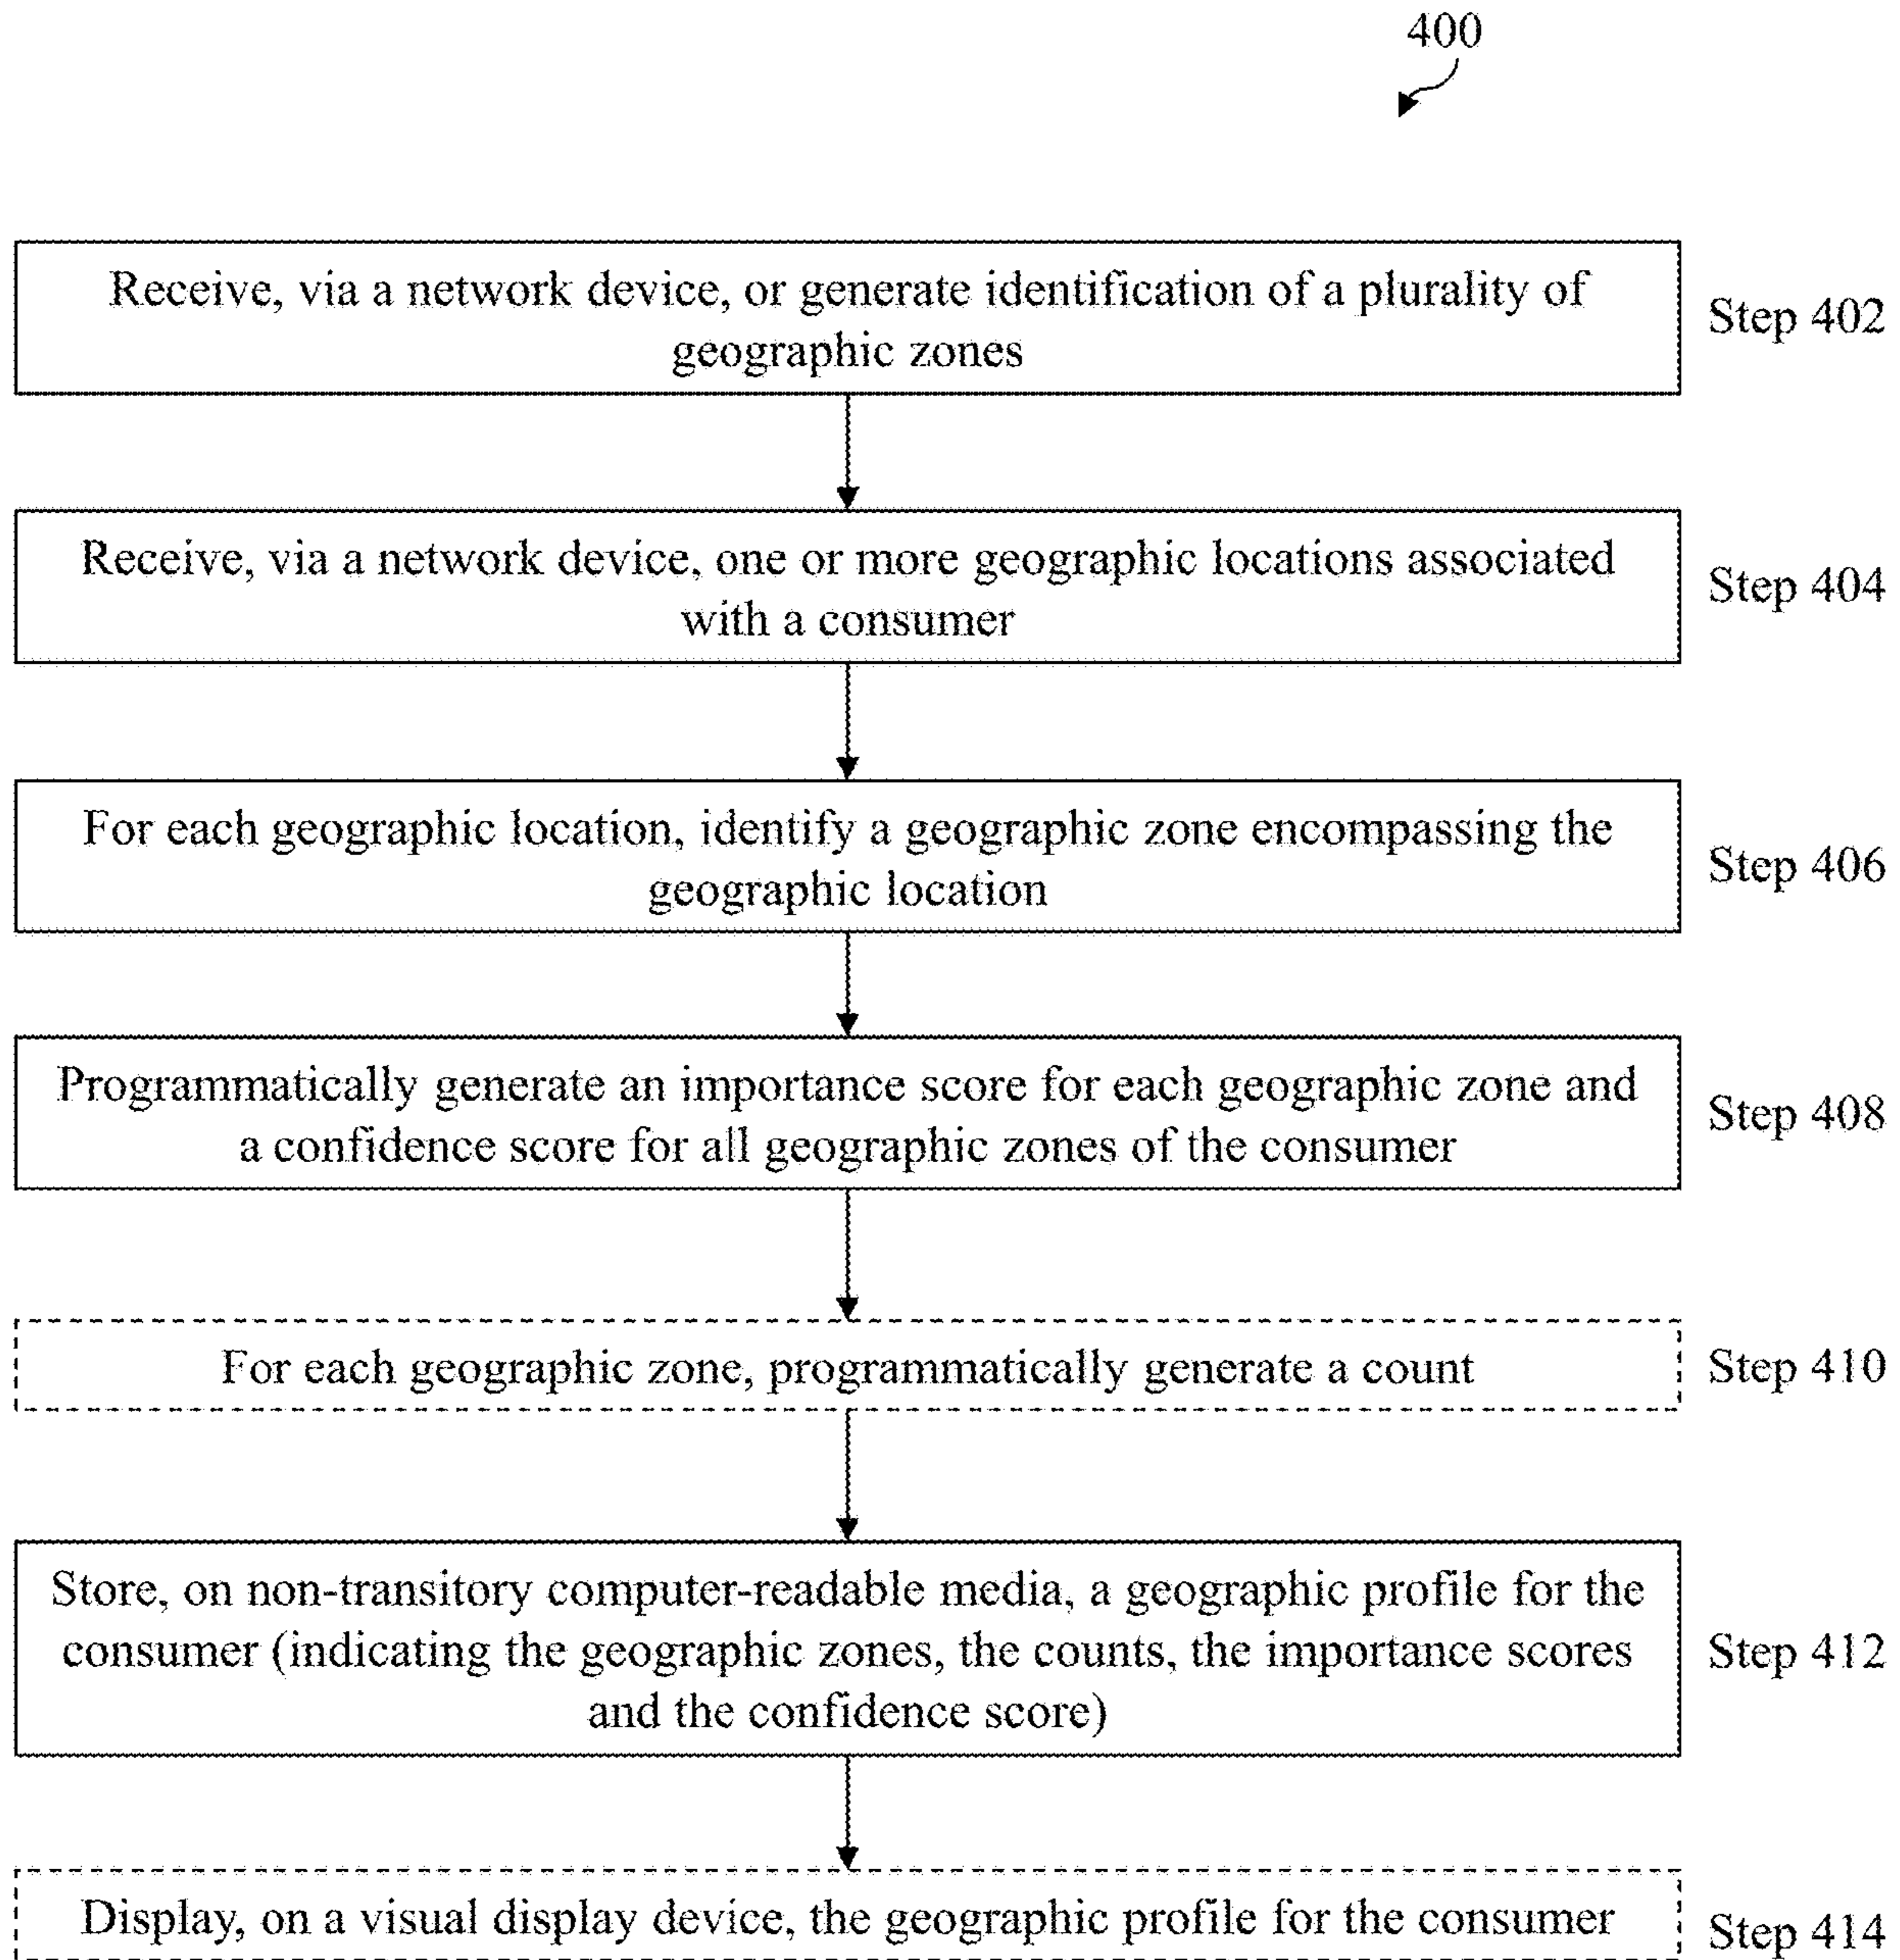 400
Receive, via a network device, or generate identification of a plurality of
geographic zones
Step 402
Receive, via a network device, one or more geographic locations associated
with a consumer
Step 404
For each geographic location, identify a geographic zone encompassing the
geographic location
Step 406
Programmatically generate an importance score for each geographic zone and
a confidence score for all geographic zones of the consumer
Step 408
For each geographic zone, programmatically generate a count
Step 410
Store, on non-transitory computer-readable media, a geographic profile for the
consumer (indicating the geographic zones, the counts, the importance scores
and the confidence score)
Step 412
Display, on a visual display device, the geographic profile for the consumer
Step 414